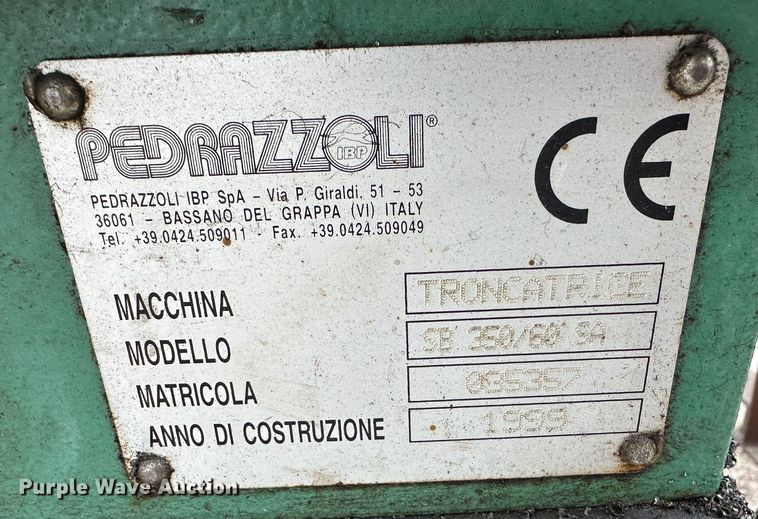 PEDRAZZOLI®
IBP
CE
PEDRAZZOLI IBP SpA - Via P. Giraldi, 51 - 53
36061 - BASSANO DEL GRAPPA (VI) ITALY
Tel. +39.0424.509011 · Fax. +39.0424.509049
MACCHINA TRONCATRICE
MODELLO SB 350/60 SA
MATRICOLA
ANNO DI COSTRUZIONE 1999
Purple Wave Auction